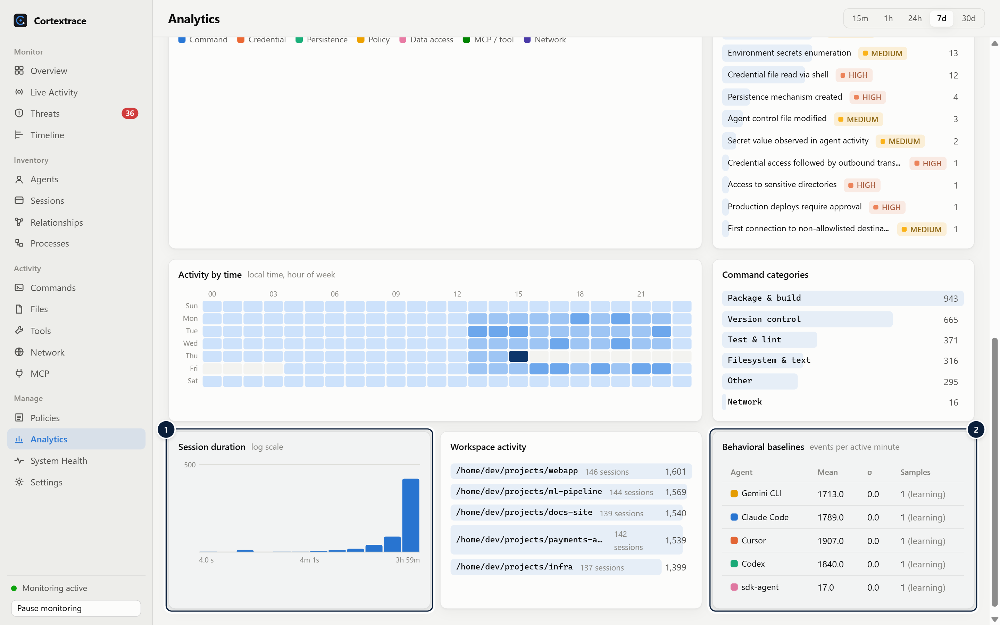 Cortextrace
Monitor
Overview
Live Activity
Threats 36
Timeline
Inventory
Agents
Sessions
Relationships
Processes
Activity
Commands
Files
Tools
Network
MCP
Manage
Policies
Analytics
System Health
Settings
Monitoring active
Pause monitoring
Analytics
15m 1h 24h 7d 30d
Command Credential Persistence Policy Data access MCP / tool Network
Environment secrets enumeration MEDIUM 13
Credential file read via shell HIGH 12
Persistence mechanism created HIGH 4
Agent control file modified MEDIUM 3
Secret value observed in agent activity MEDIUM 2
Credential access followed by outbound trans... HIGH 1
Access to sensitive directories HIGH 1
Production deploys require approval HIGH 1
First connection to non-allowlisted destina... MEDIUM 1
Activity by time local time, hour of week
00 03 06 09 12 15 18 21
Sun
Mon
Tue
Wed
Thu
Fri
Sat
Command categories
Package & build 943
Version control 665
Test & lint 371
Filesystem & text 316
Other 295
Network 16
1
Session duration log scale
500
4.0 s 4m 1s 3h 59m
Workspace activity
/home/dev/projects/webapp 146 sessions 1,601
/home/dev/projects/ml-pipeline 144 sessions 1,569
/home/dev/projects/docs-site 139 sessions 1,540
/home/dev/projects/payments-a... 142 sessions 1,539
/home/dev/projects/infra 137 sessions 1,399
2
Behavioral baselines events per active minute
Agent Mean σ Samples
Gemini CLI 1713.0 0.0 1 (learning)
Claude Code 1789.0 0.0 1 (learning)
Cursor 1907.0 0.0 1 (learning)
Codex 1840.0 0.0 1 (learning)
sdk-agent 17.0 0.0 1 (learning)